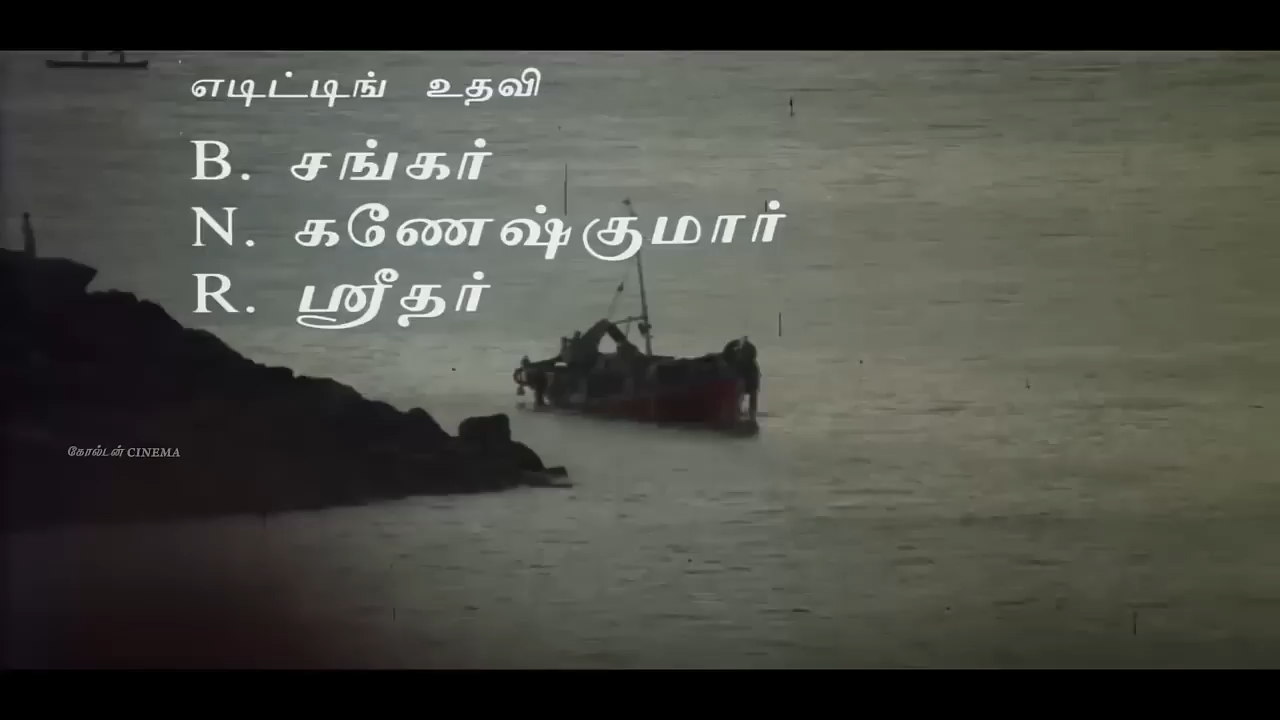 எடிட்டிங் உதவி
B. சங்கர்
N. கணேஷ்குமார்
R. ஸ்ரீதர்
கோல்டன் CINEMA